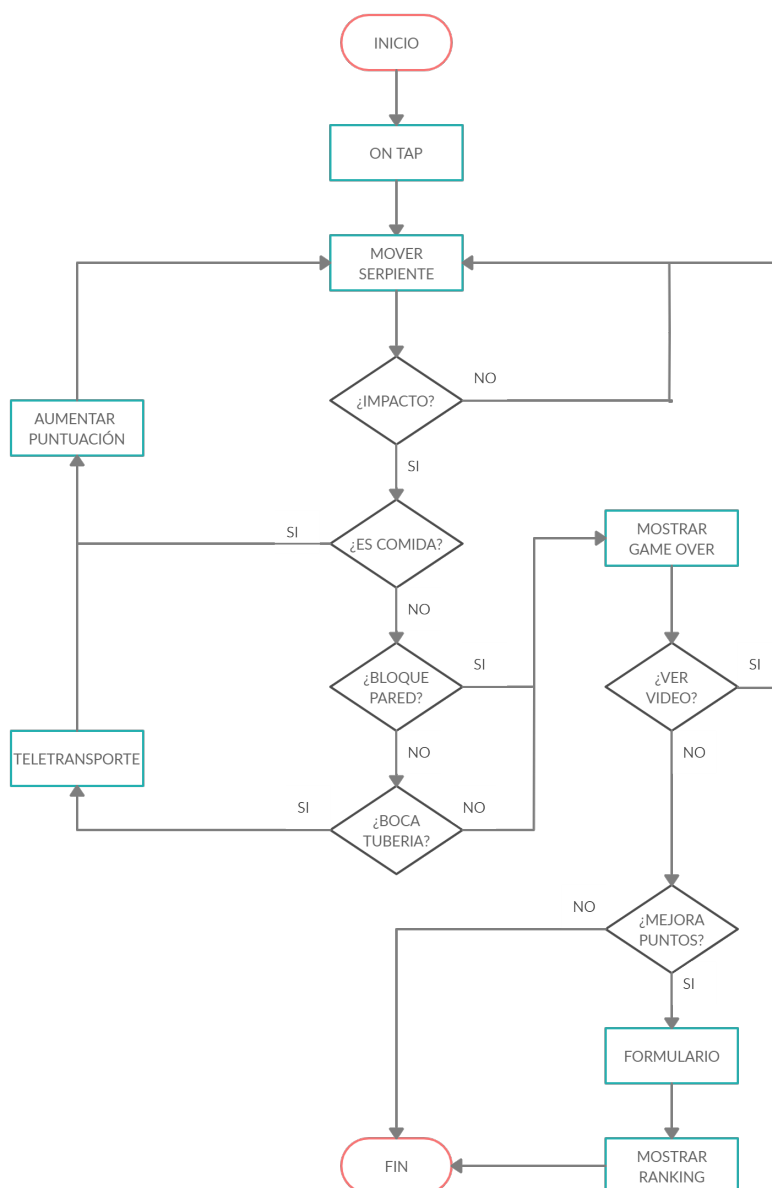 INICIO
ON TAP
MOVER
SERPIENTE
¿IMPACTO?
NO
AUMENTAR
PUNTUACIÓN
SI
¿ES COMIDA?
SI
MOSTRAR
GAME OVER
NO
¿BLOQUE
PARED?
SI
¿VER
VIDEO?
SI
NO
NO
TELETRANSPORTE
SI
¿BOCA
TUBERIA?
NO
NO
¿MEJORA
PUNTOS?
SI
FORMULARIO
FIN
MOSTRAR
RANKING